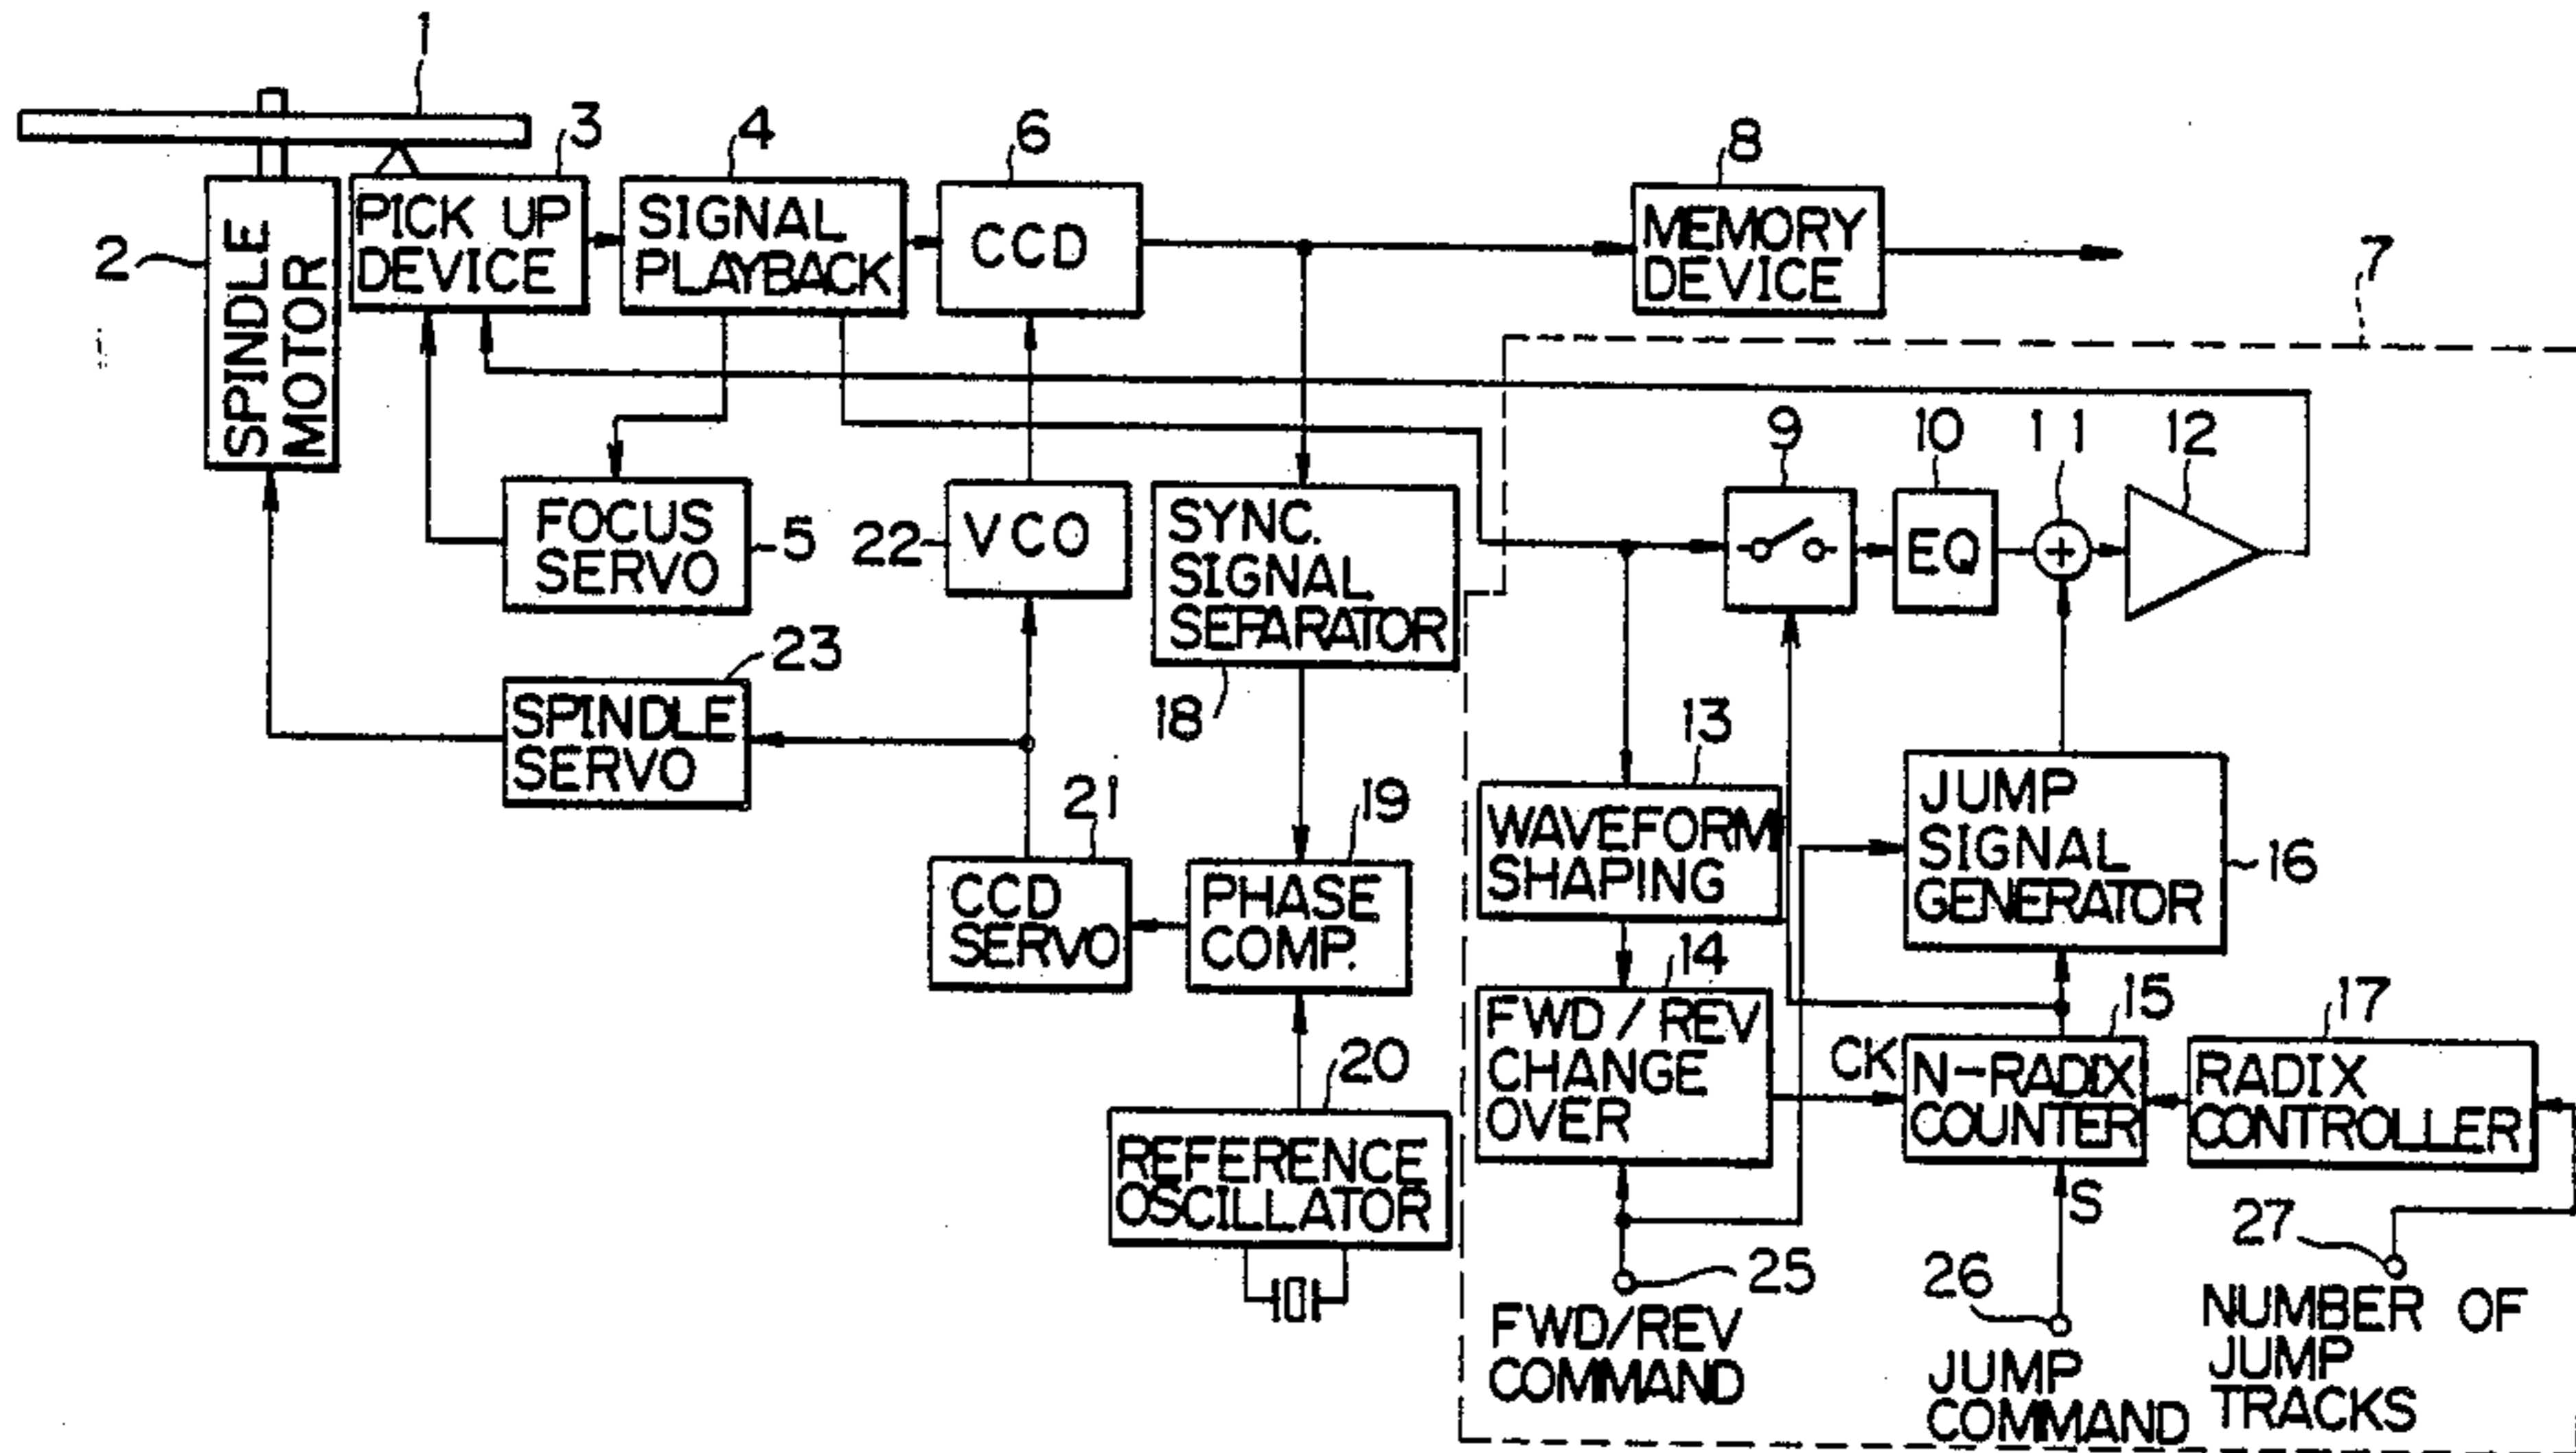 1
3
4
6
8
2
SPINDLE
MOTOR
PICK UP
DEVICE
SIGNAL
PLAYBACK
CCD
MEMORY
DEVICE
7
9
10
11
12
FOCUS
SERVO
5
22
VCO
SYNC.
SIGNAL
SEPARATOR
EQ
+
23
18
13
SPINDLE
SERVO
21
19
WAVEFORM
SHAPING
JUMP
SIGNAL
GENERATOR
16
CCD
SERVO
PHASE
COMP.
14
15
17
FWD/REV
CHANGE
OVER
CK
N-RADIX
COUNTER
RADIX
CONTROLLER
20
REFERENCE
OSCILLATOR
S
27
25
26
FWD/REV
COMMAND
JUMP
COMMAND
NUMBER OF
JUMP
TRACKS